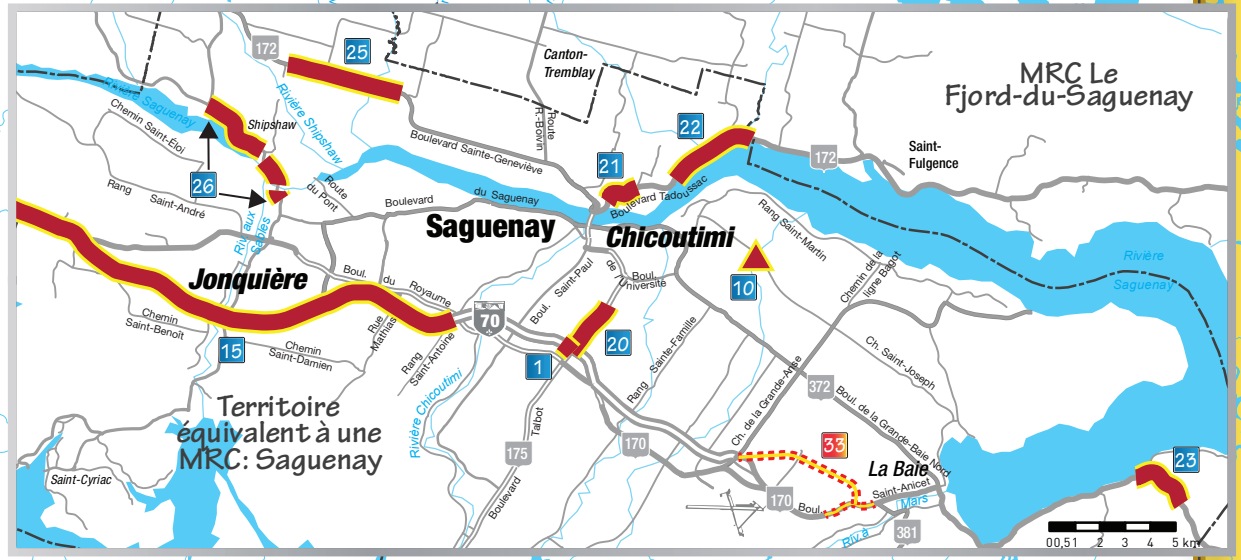 172
25
Canton-
Tremblay
MRC Le
Fjord-du-Saguenay
Rivière Saguenay
Rivière Shipshaw
Route
R.-Boivin
22
Chemin Saint-Éloi
Shipshaw
Boulevard Sainte-Geneviève
172
Saint-
Fulgence
21
26
Rang
Saint-André
Route
du Pont
Boulevard
du Saguenay
Boulevard Tadoussac
Riv. aux
Sables
Saguenay
Chicoutimi
Rang Saint-Martin
Rivière
Saguenay
Jonquière
Boul.
du
Royaume
Boul. Saint-Paul
Boul.
de l'Université
10
Chemin de la
ligne Bagot
70
Chemin
Saint-Benoît
Rue
Mathias
15
Chemin
Saint-Damien
Rang
Saint-Antoine
1
20
Rang
Sainte-Famille
Ch. Saint-Joseph
Rivière Chicoutimi
Territoire
équivalent à une
MRC: Saguenay
372
Boul. de la Grande-Baie Nord
Ch. de la Grande-Anse
Boulevard
Talbot
175
170
33
La Baie
23
Saint-Cyriac
170
Boul.
Saint-Anicet
Mars
Riv. à
381
00,51 2 3 4 5 km